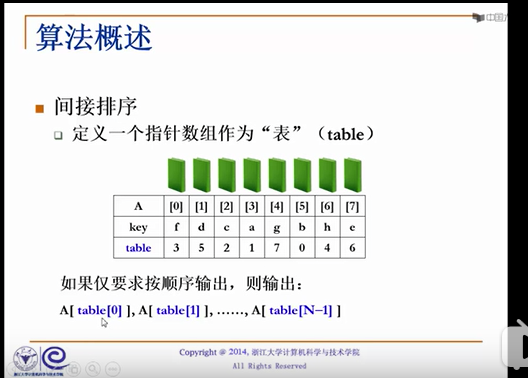 中国大
算法概述
间接排序
定义一个指针数组作为“表”（table）
A [0] [1] [2] [3] [4] [5] [6] [7]
key f d c a g b h e
table 3 5 2 1 7 0 4 6
如果仅要求按顺序输出，则输出：
A[ table[0] ], A[ table[1] ], ……, A[ table[N−1] ]
Copyright @ 2014, 浙江大学计算机科学与技术学院
All Rights Reserved